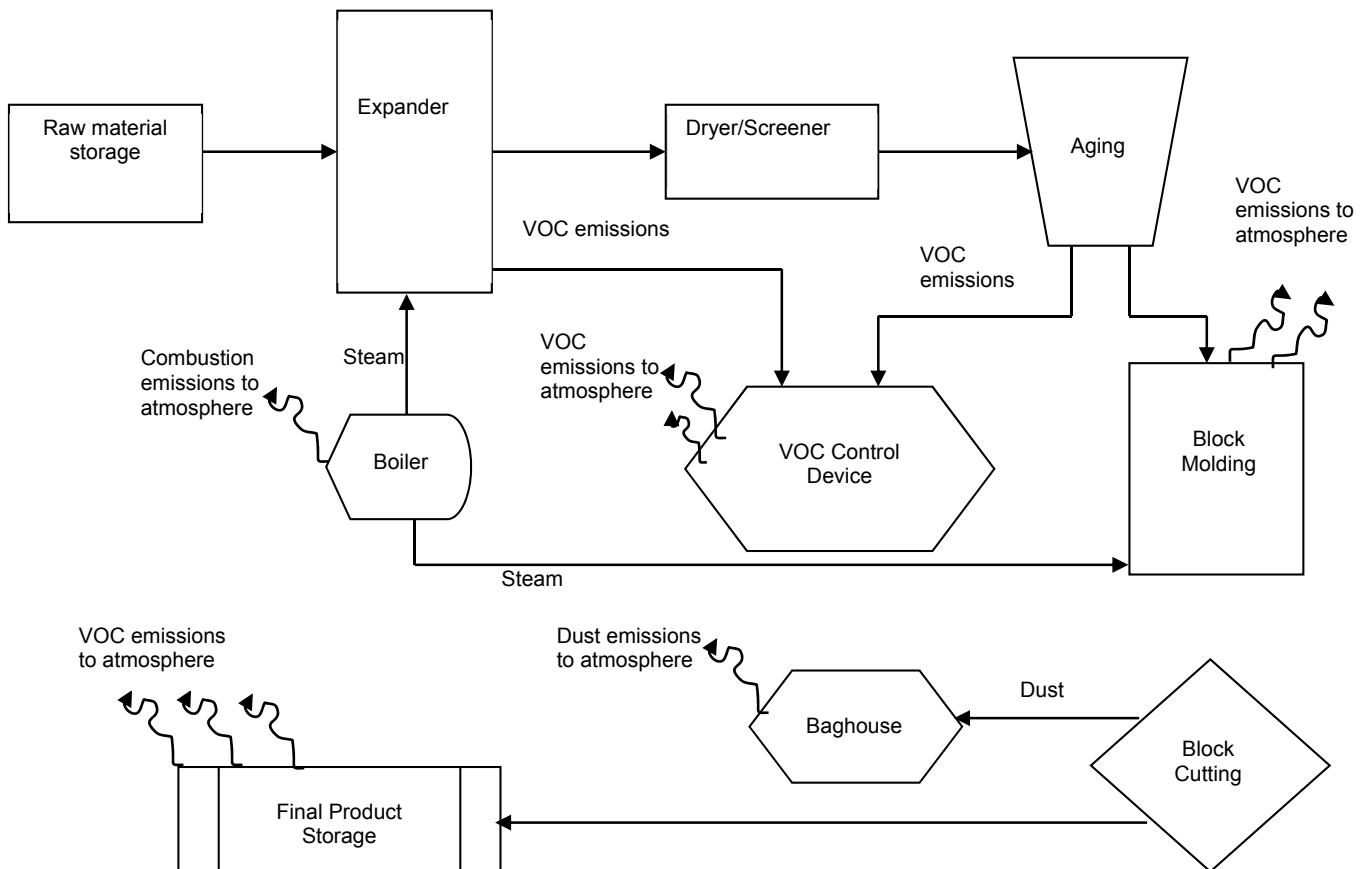 Raw material
storage
Expander
Dryer/Screener
Aging
VOC
emissions to
atmosphere
VOC emissions
VOC
emissions
Combustion
emissions to
atmosphere
Steam
VOC
emissions to
atmosphere
Boiler
VOC Control
Device
Block
Molding
Steam
VOC emissions
to atmosphere
Dust emissions
to atmosphere
Dust
Baghouse
Block
Cutting
Final Product
Storage